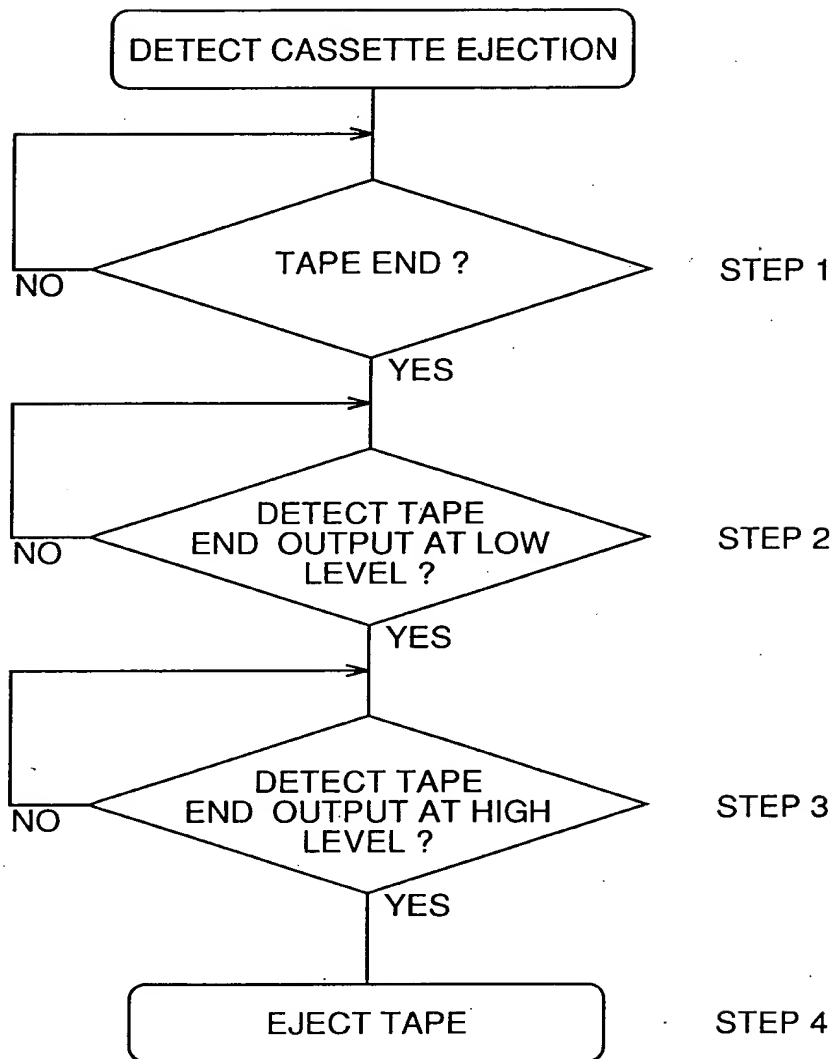 DETECT CASSETTE EJECTION
TAPE END ?
STEP 1
NO
YES
DETECT TAPE
END OUTPUT AT LOW
LEVEL ?
STEP 2
NO
YES
DETECT TAPE
END OUTPUT AT HIGH
LEVEL ?
STEP 3
NO
YES
EJECT TAPE
STEP 4